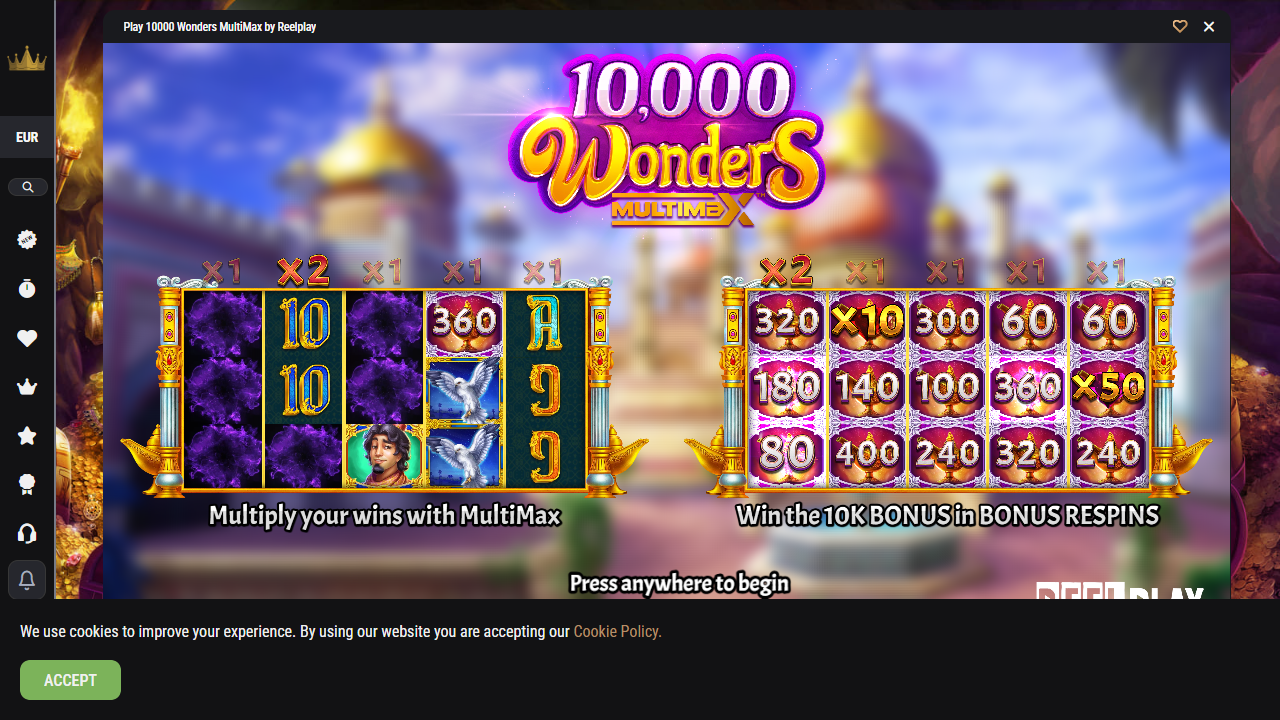 Play 10000 Wonders MultiMax by Reelplay
EUR
NEW
10,000
Wonders
MULTIMAX
x1 x2 x1 x1 x1
x2 x1 x1 x1 x1
10 360 A
10 J
J
320 x10 300 60 60
180 140 100 360 x50
80 400 240 320 240
Multiply your wins with MultiMax
Win the 10K BONUS in BONUS RESPINS
Press anywhere to begin
REEL PLAY
We use cookies to improve your experience. By using our website you are accepting our Cookie Policy.
ACCEPT